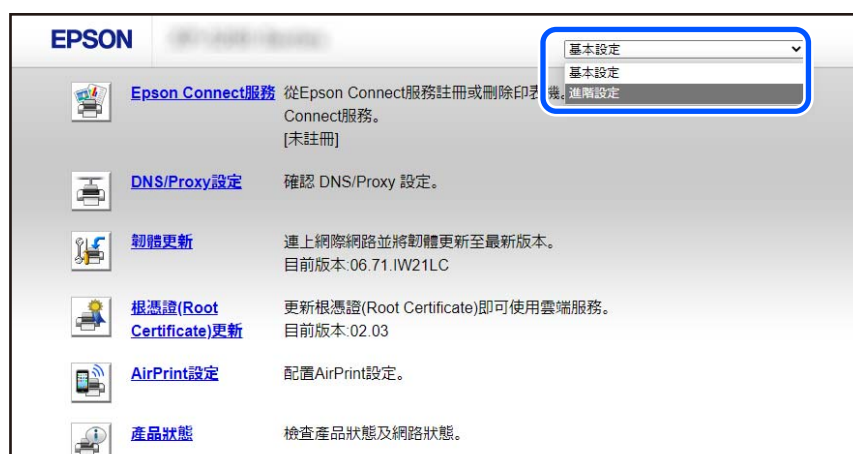 EPSON
基本設定
基本設定
進階設定
Epson Connect服務 從Epson Connect服務註冊或刪除印表機。
Connect服務。
[未註冊]
DNS/Proxy設定 確認 DNS/Proxy 設定。
韌體更新 連上網際網路並將韌體更新至最新版本。
目前版本:06.71.IW21LC
根憑證(Root 更新根憑證(Root Certificate)即可使用雲端服務。
Certificate)更新 目前版本:02.03
AirPrint設定 配置AirPrint設定。
產品狀態 檢查產品狀態及網路狀態。